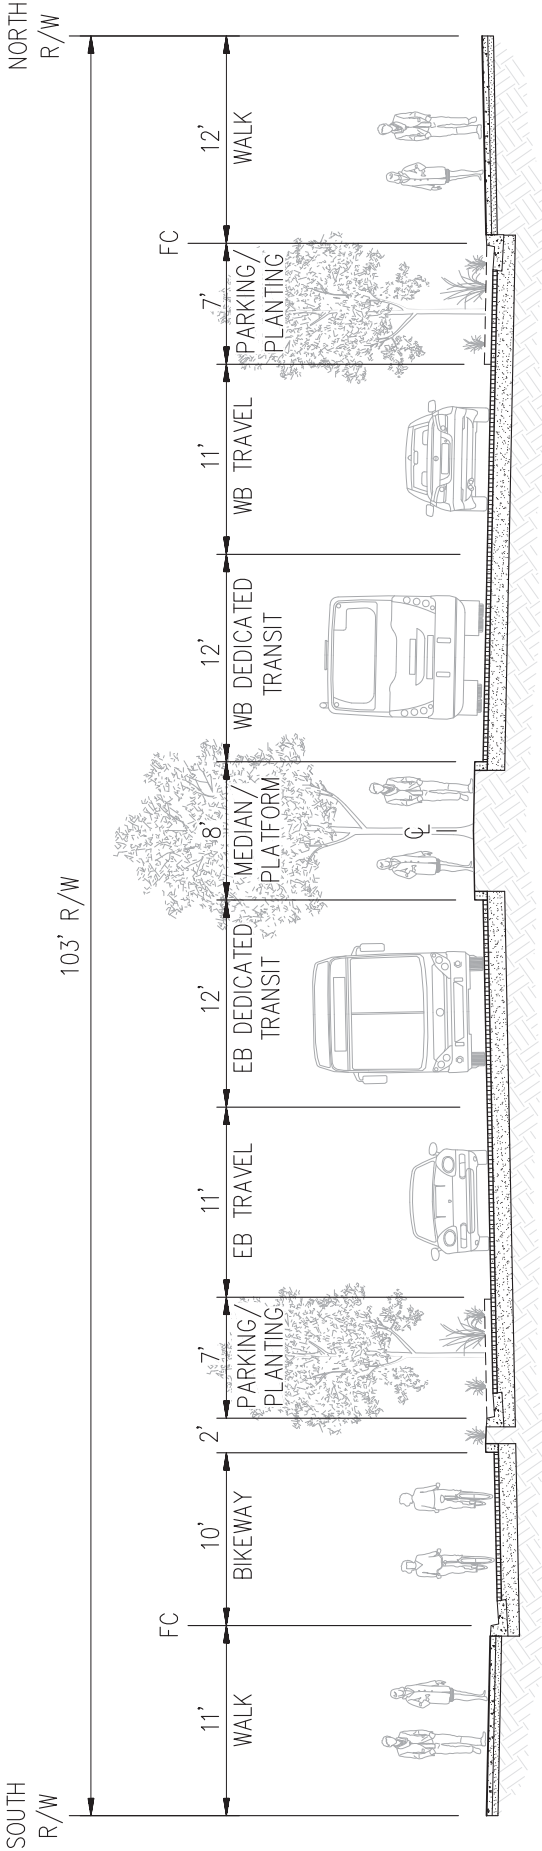 SOUTH
R/W
NORTH
R/W
103' R/W
FC
FC
11'
WALK
10'
BIKEWAY
2'
7'
PARKING/
PLANTING
11'
EB TRAVEL
12'
EB DEDICATED
TRANSIT
8'
MEDIAN/
PLATFORM
12'
WB DEDICATED
TRANSIT
11'
WB TRAVEL
7'
PARKING/
PLANTING
12'
WALK
CL